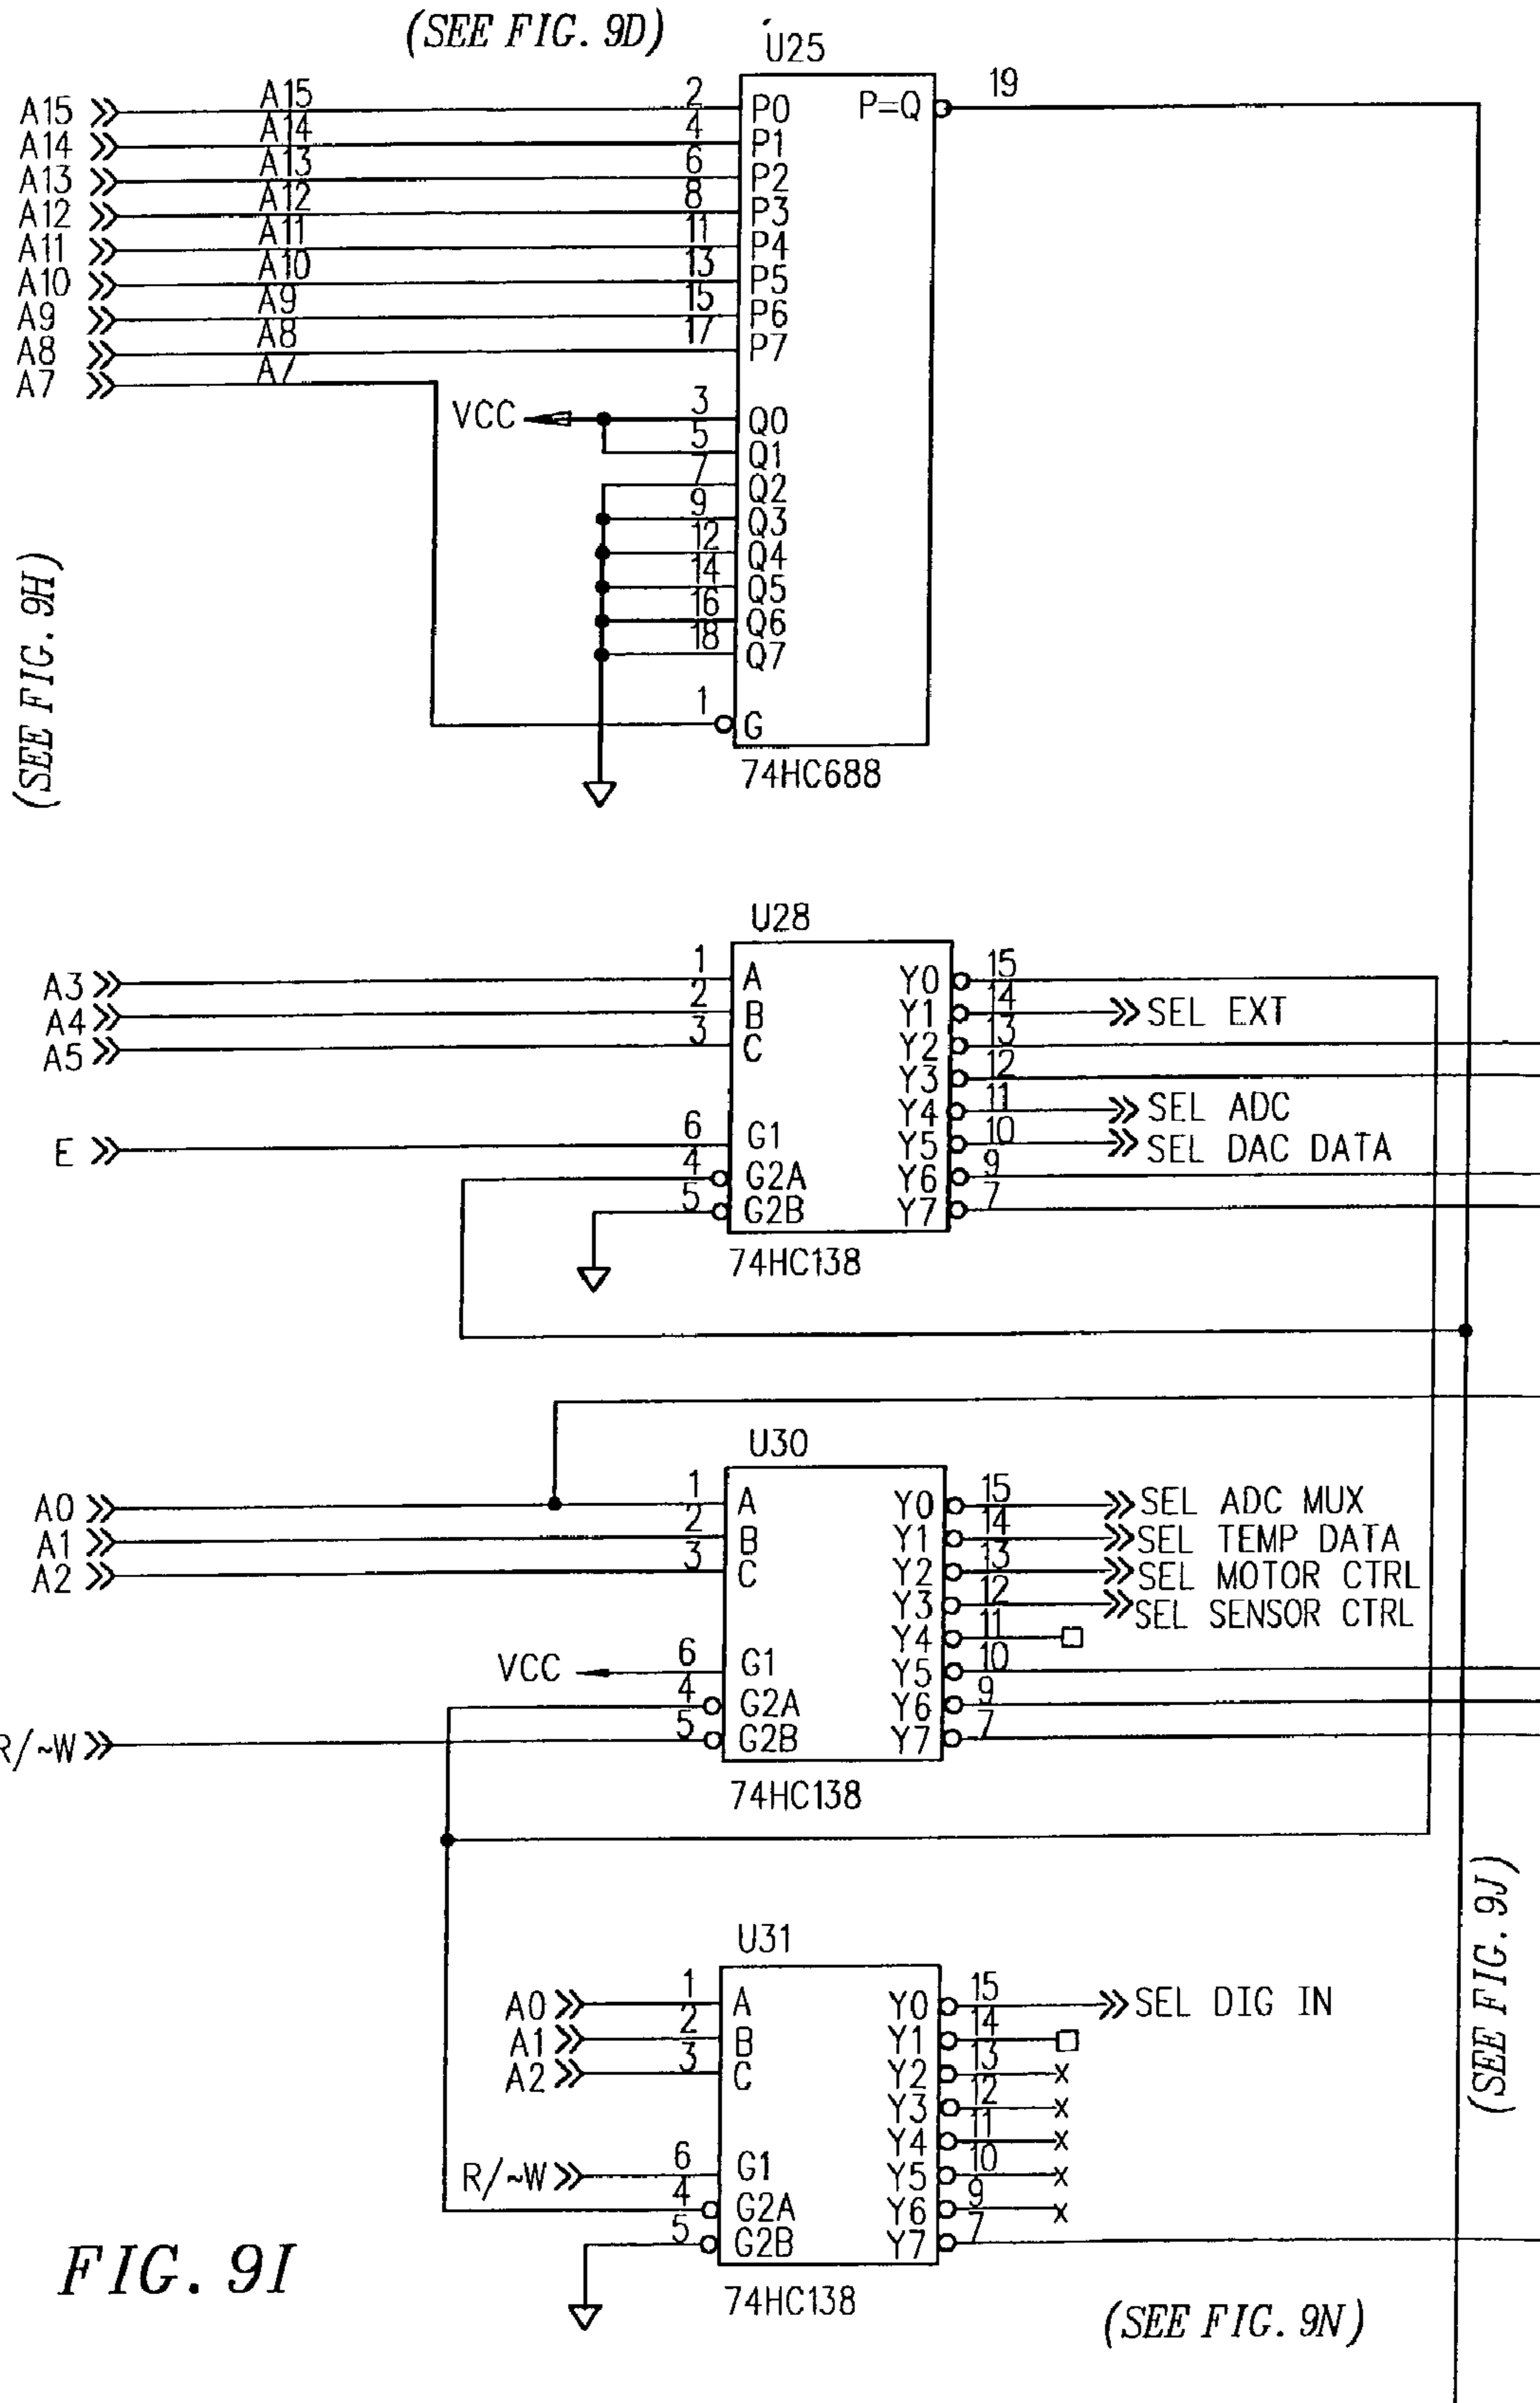 (SEE FIG. 9D)
U25
A15 A15 2 P0 P=Q 19
A14 A14 4 P1
A13 A13 6 P2
A12 A12 8 P3
A11 A11 11 P4
A10 A10 13 P5
A9 A9 15 P6
A8 A8 17 P7
A7 A7
VCC 3 Q0
5 Q1
7 Q2
9 Q3
12 Q4
14 Q5
16 Q6
18 Q7
1 G
74HC688
(SEE FIG. 9H)
U28
A3 1 A Y0 15
A4 2 B Y1 14 SEL EXT
A5 3 C Y2 13
Y3 12
Y4 11 SEL ADC
E 6 G1 Y5 10 SEL DAC DATA
4 G2A Y6 9
5 G2B Y7 7
74HC138
U30
A0 1 A Y0 15 SEL ADC MUX
A1 2 B Y1 14 SEL TEMP DATA
A2 3 C Y2 13 SEL MOTOR CTRL
Y3 12 SEL SENSOR CTRL
Y4 11
VCC 6 G1 Y5 10
4 G2A Y6 9
R/~W 5 G2B Y7 7
74HC138
(SEE FIG. 9J)
U31
A0 1 A Y0 15 SEL DIG IN
A1 2 B Y1 14
A2 3 C Y2 13 x
Y3 12 x
Y4 11 x
R/~W 6 G1 Y5 10 x
4 G2A Y6 9 x
5 G2B Y7 7
74HC138
FIG. 9I
(SEE FIG. 9N)